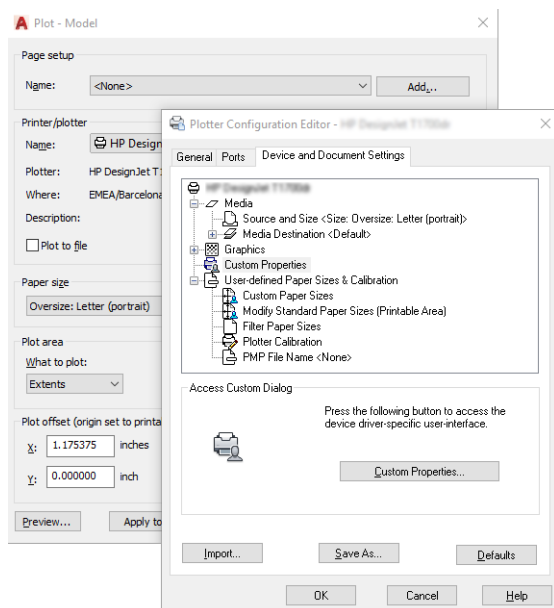 Plot - Model
Page setup
Name:
<None>
Add...
Printer/plotter
Name:
HP Design
Plotter:
HP DesignJet T1
Where:
EMEA/Barcelona
Description:
Plot to file
Paper size
Oversize: Letter (portrait)
Plot area
What to plot:
Extents
Plot offset (origin set to printa
X:
1.175375
inches
Y:
0.000000
inch
Preview...
Apply to
Plotter Configuration Editor -
General
Ports
Device and Document Settings
Media
Source and Size <Size: Oversize: Letter (portrait)>
Media Destination <Default>
Graphics
Custom Properties
User-defined Paper Sizes & Calibration
Custom Paper Sizes
Modify Standard Paper Sizes (Printable Area)
Filter Paper Sizes
Plotter Calibration
PMP File Name <None>
Access Custom Dialog
Press the following button to access the
device driver-specific user-interface.
Custom Properties...
Import...
Save As...
Defaults
OK
Cancel
Help